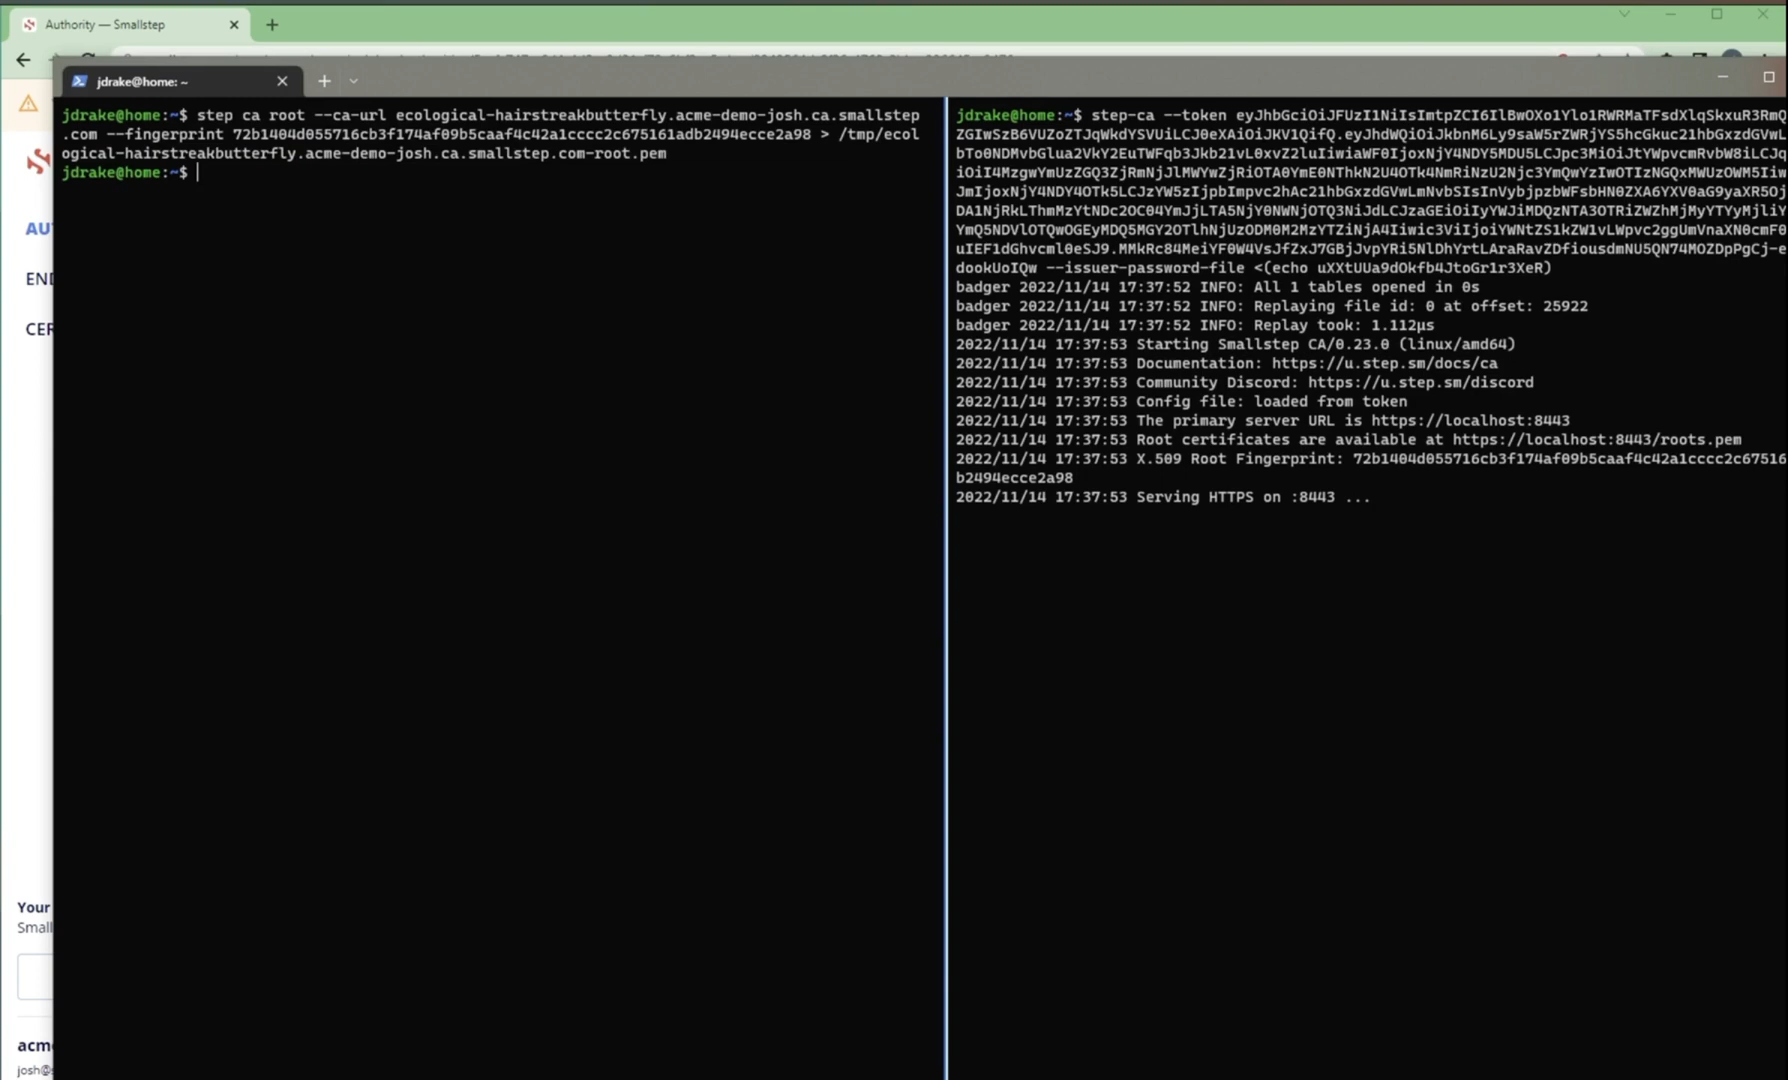 Authority — Smallstep
jdrake@home: ~
AU
END
CER
Your
Small
acm
josh@
jdrake@home:~$ step ca root --ca-url ecological-hairstreakbutterfly.acme-demo-josh.ca.smallstep
.com --fingerprint 72b1404d055716cb3f174af09b5caaf4c42a1cccc2c675161adb2494ecce2a98 > /tmp/ecol
ogical-hairstreakbutterfly.acme-demo-josh.ca.smallstep.com-root.pem
jdrake@home:~$
jdrake@home:~$ step-ca --token eyJhbGciOiJFUzI1NiIsImtpZCI6IlBwOXo1Ylo1RWRMaTFsdXlqSkxuR3RmQ
ZGIwSzB6VUZoZTJqWkdYSVUiLCJ0eXAiOiJKV1QifQ.eyJhdWQiOiJkbnM6Ly9saW5rZWRjYS5hcGkuc21hbGxzdGVwL
bTo0NDMvbGlua2VkY2EuTWFqb3Jkb21vL0xvZ2luIiwiaWF0IjoxNjY4NDY5MDU5LCJpc3MiOiJtYWpvcmRvbW8iLCJq
iOiI4MzgwYmUzZGQ3ZjRmNjJlMWYwZjRiOTA0YmE0NThkN2U4OTk4NmRiNzU2Njc3YmQwYzIwOTIzNGQxMWUzOWM5Iiw
JmIjoxNjY4NDY4OTk5LCJzYW5zIjpbImpvc2hAc21hbGxzdGVwLmNvbSIsInVybjpzbWFsbHN0ZXA6YXV0aG9yaXR5Oj
DA1NjRkLThmMzYtNDc2OC04YmJjLTA5NjY0NWNjOTQ3NiJdLCJzaGEiOiIyYWJiMDQzNTA3OTRiZWZhMjMyYTYyMjliY
YmQ5NDVlOTQwOGEyMDQ5MGY2OTlhNjUzODM0M2MzYTZiNjA4Iiwic3ViIjoiYWNtZS1kZW1vLWpvc2ggUmVnaXN0cmF0
uIEF1dGhvcml0eSJ9.MMkRc84MeiYF0W4VsJfZxJ7GBjJvpYRi5NlDhYrtLAraRavZDfiousdmNU5QN74MOZDpPgCj-e
dookUoIQw --issuer-password-file <(echo uXXtUUa9dOkfb4JtoGr1r3XeR)
badger 2022/11/14 17:37:52 INFO: All 1 tables opened in 0s
badger 2022/11/14 17:37:52 INFO: Replaying file id: 0 at offset: 25922
badger 2022/11/14 17:37:52 INFO: Replay took: 1.112µs
2022/11/14 17:37:53 Starting Smallstep CA/0.23.0 (linux/amd64)
2022/11/14 17:37:53 Documentation: https://u.step.sm/docs/ca
2022/11/14 17:37:53 Community Discord: https://u.step.sm/discord
2022/11/14 17:37:53 Config file: loaded from token
2022/11/14 17:37:53 The primary server URL is https://localhost:8443
2022/11/14 17:37:53 Root certificates are available at https://localhost:8443/roots.pem
2022/11/14 17:37:53 X.509 Root Fingerprint: 72b1404d055716cb3f174af09b5caaf4c42a1cccc2c67516
b2494ecce2a98
2022/11/14 17:37:53 Serving HTTPS on :8443 ...